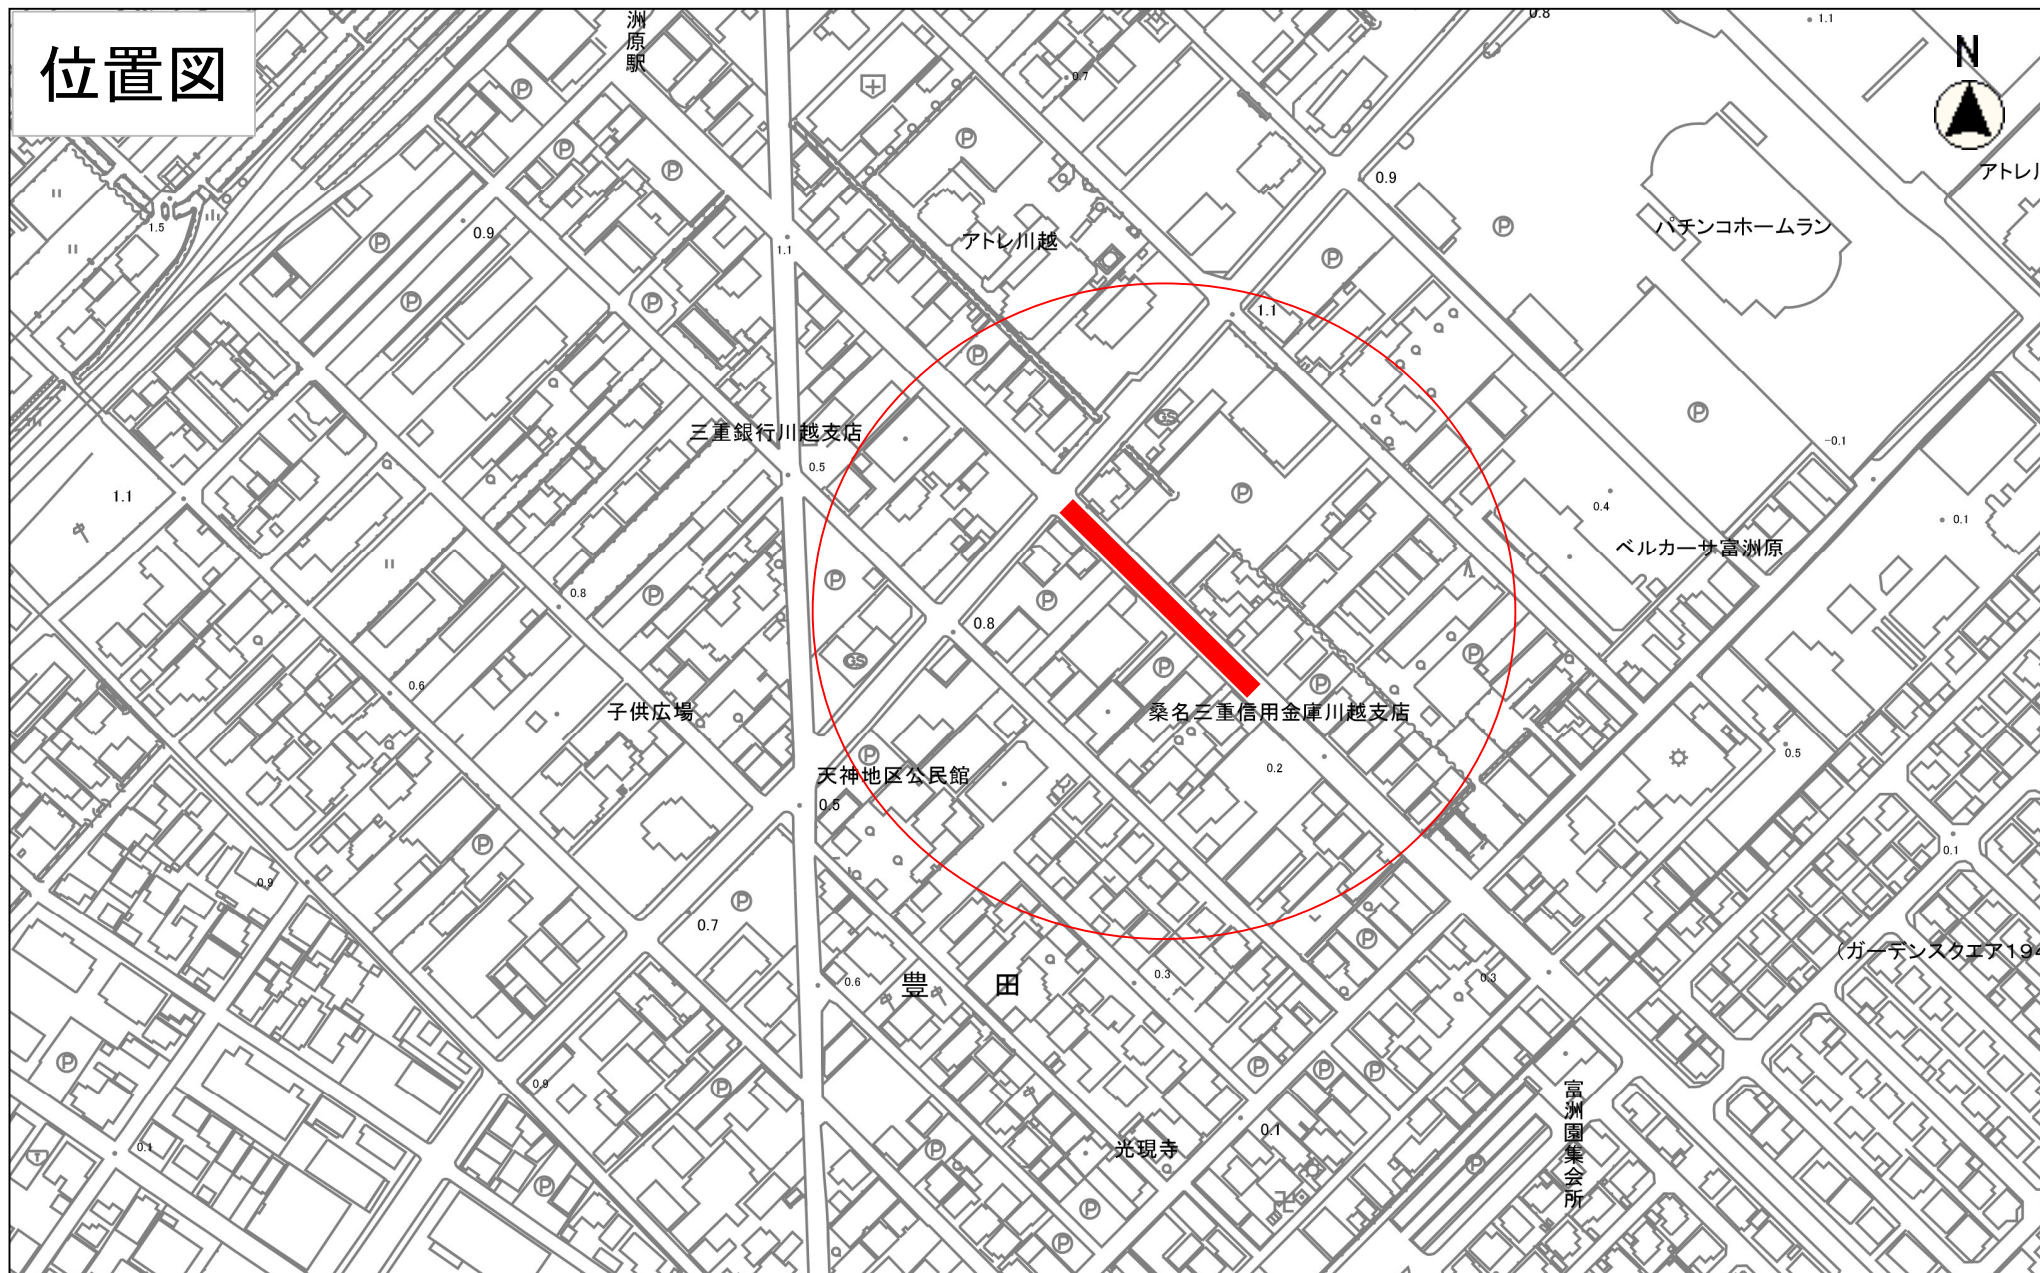 位置図
洲原駅
0.8
1.1
N
0.7
アトレ川
0.9
パチンコホームラン
1.5
0.9
アトレ川越
1.1
1.1
三重銀行川越支店
-0.1
0.5
GS
1.1
0.4
0.1
ベルカーサ富洲原
0.8
0.8
GS
0.6
子供広場
桑名三重信用金庫川越支店
0.5
0.2
天神地区公民館
0.5
0.1
0.9
0.7
(ガーデンスクエア194
0.3
0.3
0.6
豊田
0.9
富洲園集会所
0.1
0.1
光現寺